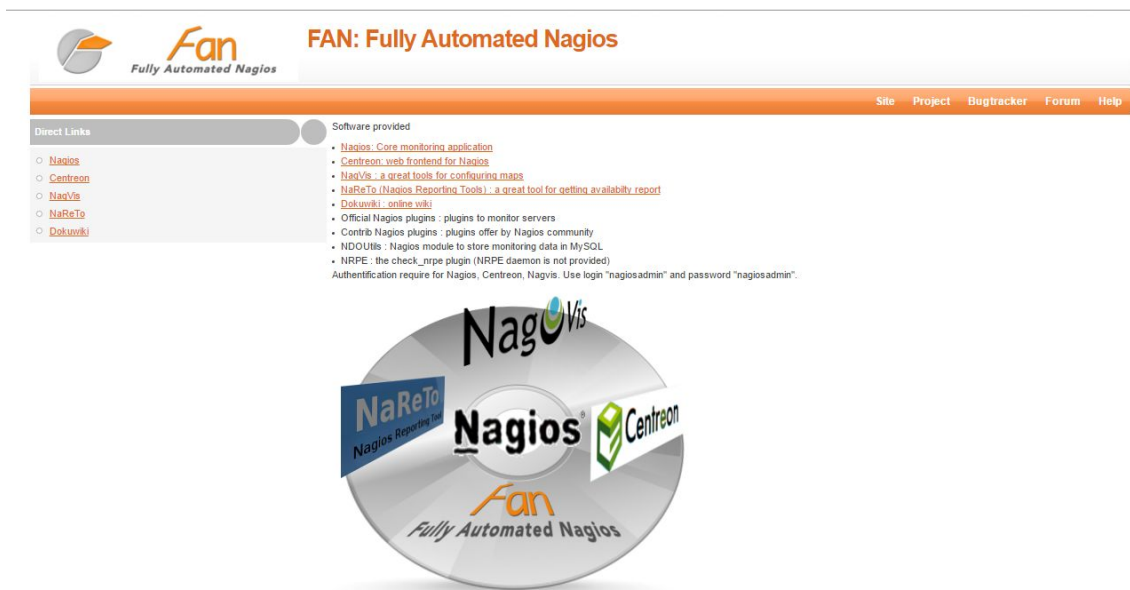 Fan
Fully Automated Nagios
FAN: Fully Automated Nagios
Site Project Bugtracker Forum Help
Direct Links
Nagios
Centreon
NagVis
NaReTo
Dokuwiki
Software provided
Nagios: Core monitoring application
Centreon: web frontend for Nagios
NagVis : a great tools for configuring maps
NaReTo (Nagios Reporting Tools) : a great tool for getting availabilty report
Dokuwiki : online wiki
Official Nagios plugins : plugins to monitor servers
Contrib Nagios plugins : plugins offer by Nagios community
NDOUtils : Nagios module to store monitoring data in MySQL
NRPE : the check_nrpe plugin (NRPE daemon is not provided)
Authentification require for Nagios, Centreon, Nagvis. Use login "nagiosadmin" and password "nagiosadmin".
NagVis
NaReTo
Nagios Reporting Tool
Nagios®
Centreon
Fan
Fully Automated Nagios